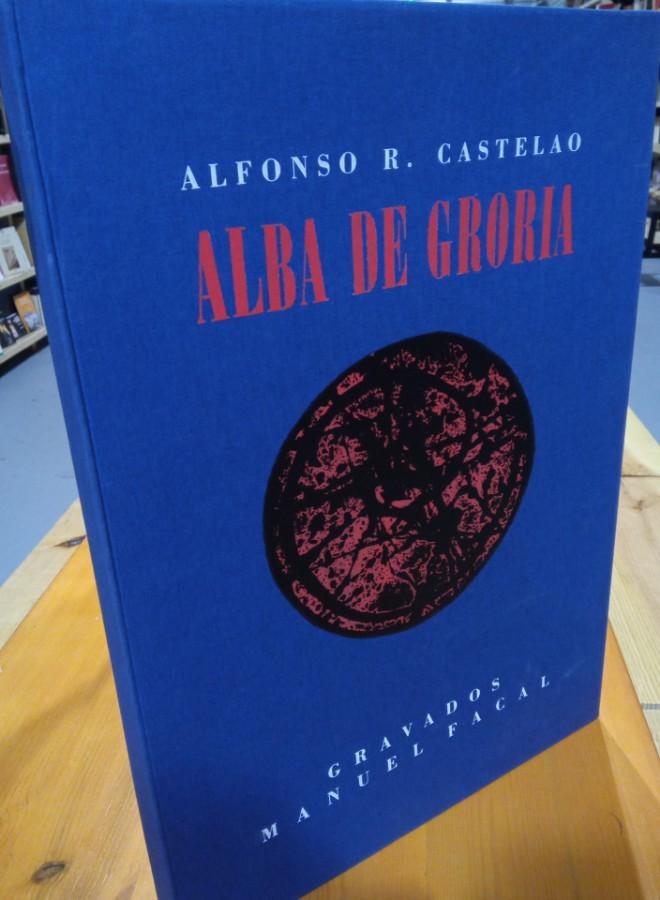 ALFONSO R. CASTELAO
ALBA DE GRORIA
GRAVADOS
MANUEL FACAL